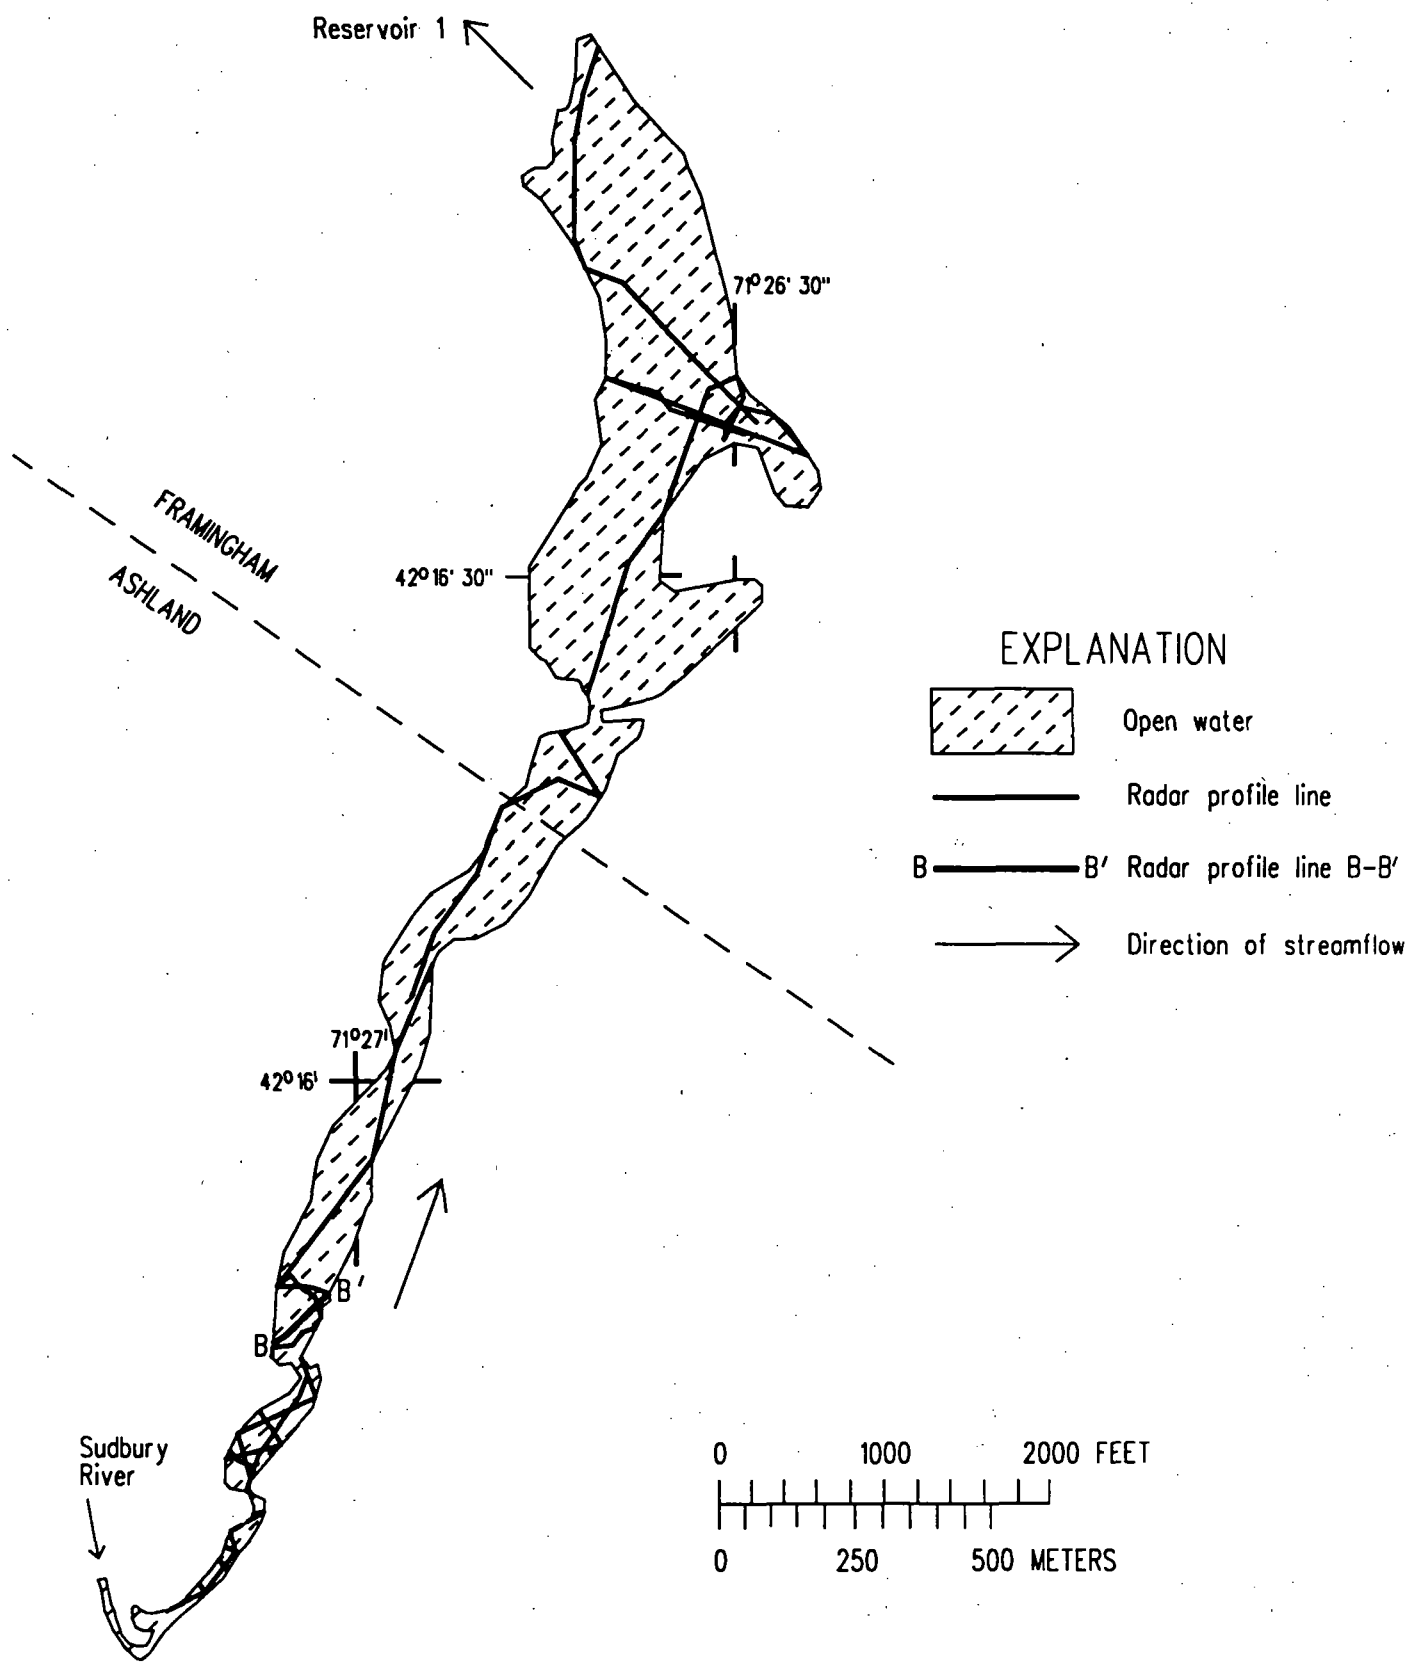 Reservoir 1
71° 26' 30"
FRAMINGHAM
ASHLAND
42° 16' 30"
EXPLANATION
Open water
Radar profile line
B B' Radar profile line B-B'
Direction of streamflow
71° 27'
42° 16'
B'
B
Sudbury
River
0 1000 2000 FEET
0 250 500 METERS